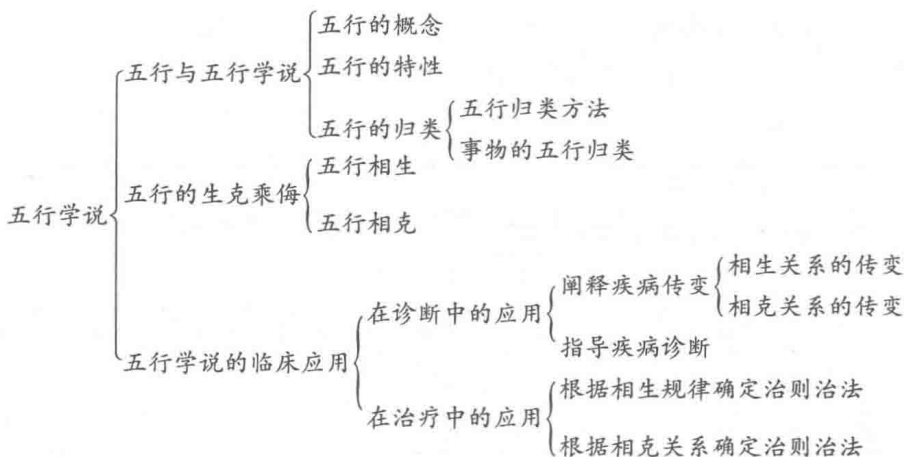 五行的概念
五行与五行学说
五行的特性
五行的归类
五行归类方法
事物的五行归类
五行学说
五行的生克乘侮
五行相生
五行相克
五行学说的临床应用
在诊断中的应用
阐释疾病传变
相生关系的传变
相克关系的传变
指导疾病诊断
在治疗中的应用
根据相生规律确定治则治法
根据相克关系确定治则治法